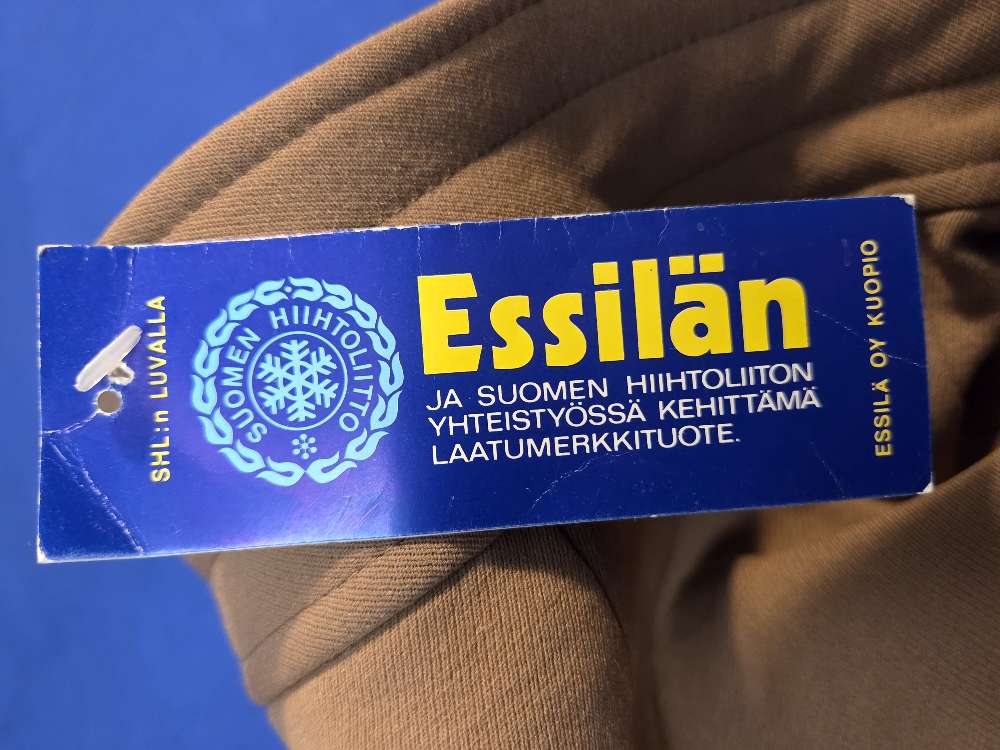 SHL:n LUVALLA
SUOMEN HIIHTOLIITTO
Essilän
JA SUOMEN HIIHTOLIITON
YHTEISTYÖSSÄ KEHITTÄMÄ
LAATUMERKKITUOTE.
ESSILÄ OY KUOPIO